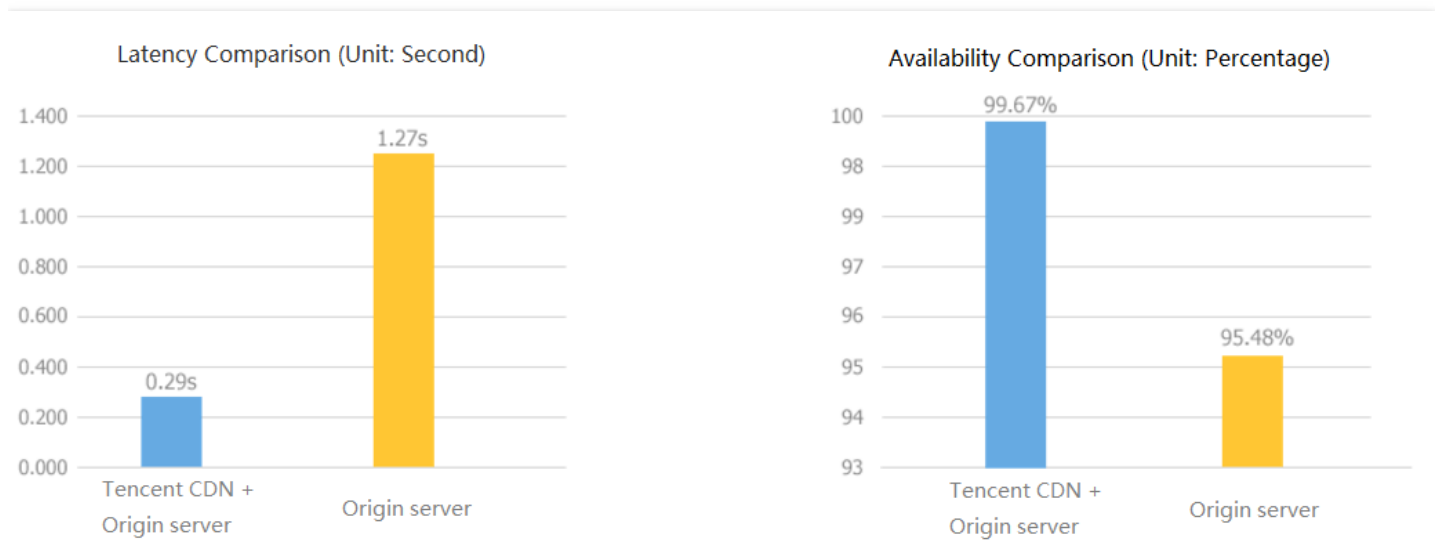 Latency Comparison (Unit: Second)
1.400
1.27s
1.200
1.000
0.800
0.600
0.400
0.29s
0.200
0.000
Tencent CDN +
Origin server
Origin server
Availability Comparison (Unit: Percentage)
99.67%
100
98
99
97
96
95.48%
95
94
93
Tencent CDN +
Origin server
Origin server